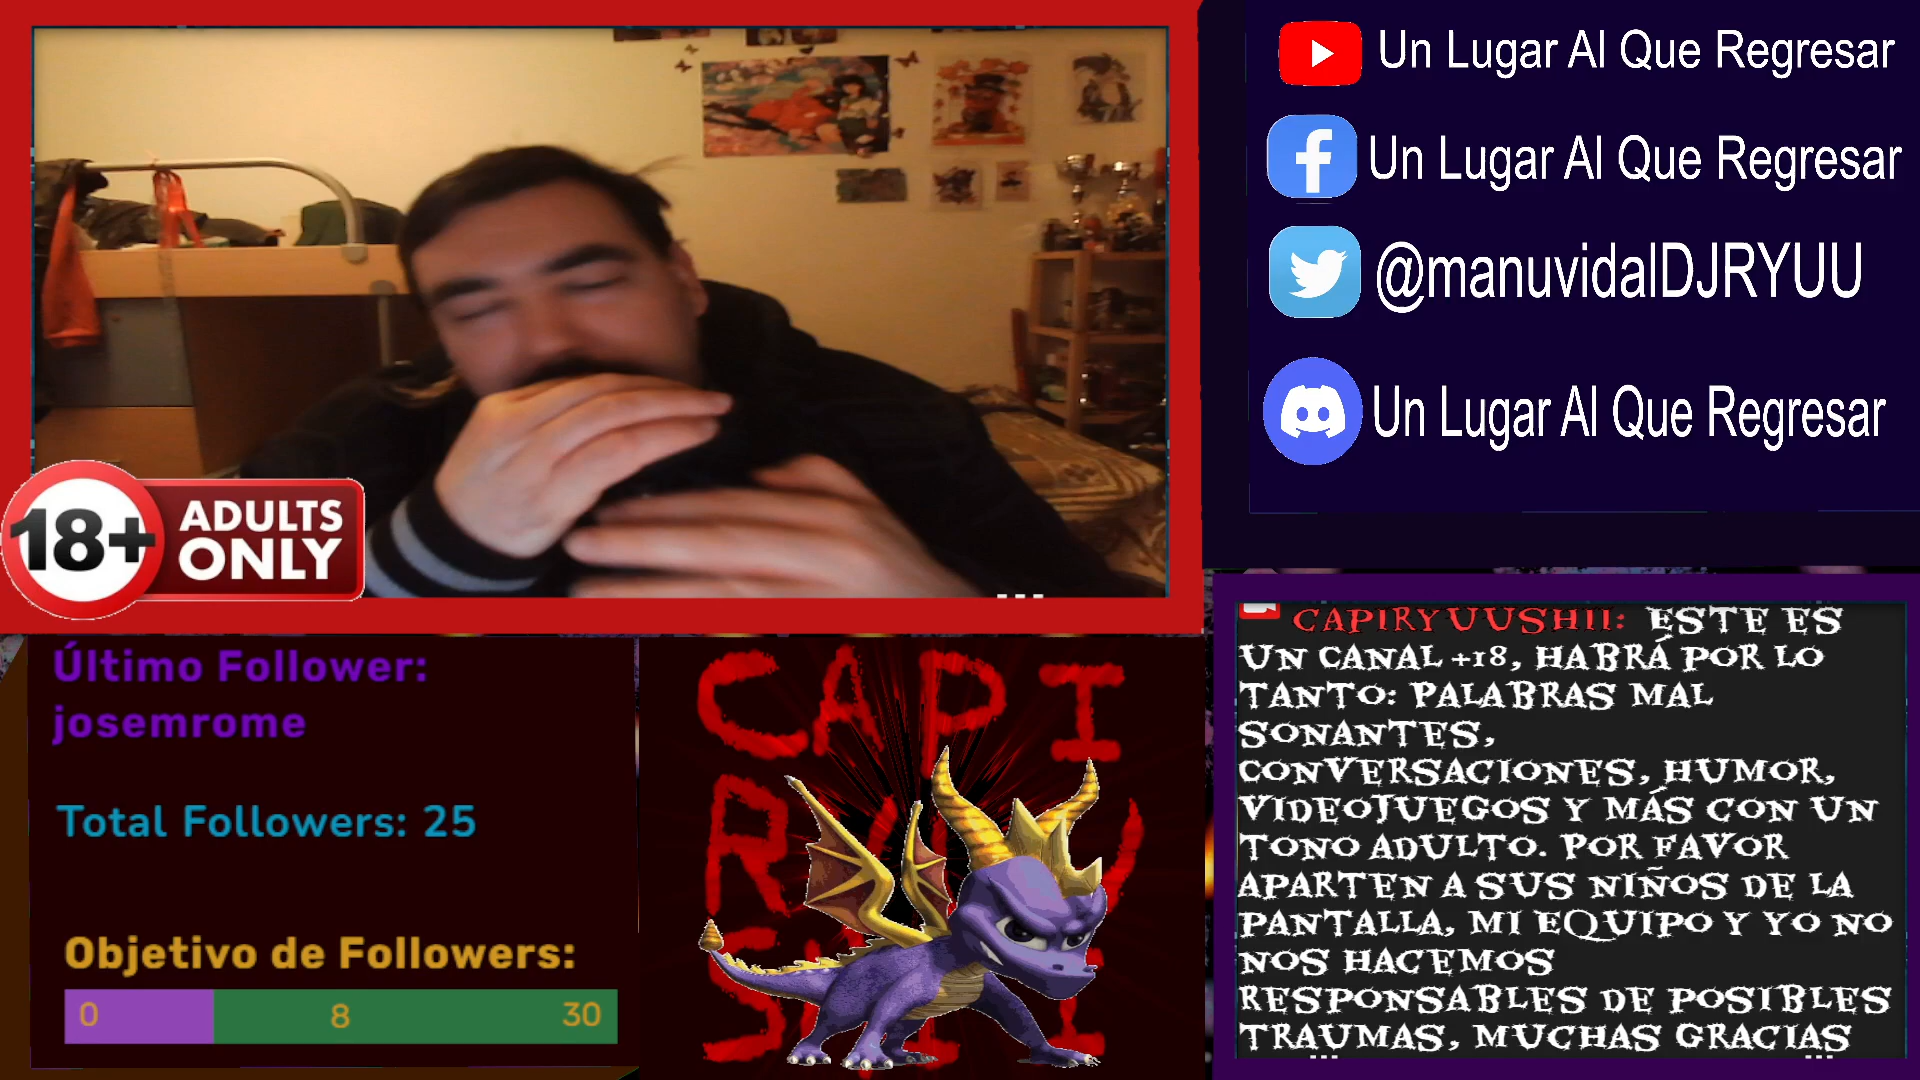 Un Lugar Al Que Regresar
Un Lugar Al Que Regresar
@manuvidalDJRYUU
Un Lugar Al Que Regresar
18+ ADULTS
ONLY
Último Follower:
josemrome
Total Followers: 25
Objetivo de Followers:
0 8 30
CAPI
RY
CAPIRYUUSHII: ESTE ES
UN CANAL +18, HABRÁ POR LO
TANTO: PALABRAS MAL
SONANTES,
CONVERSACIONES, HUMOR,
VIDEOJUEGOS Y MÁS CON UN
TONO ADULTO. POR FAVOR
APARTEN A SUS NIÑOS DE LA
PANTALLA, MI EQUIPO Y YO NO
NOS HACEMOS
RESPONSABLES DE POSIBLES
TRAUMAS, MUCHAS GRACIAS